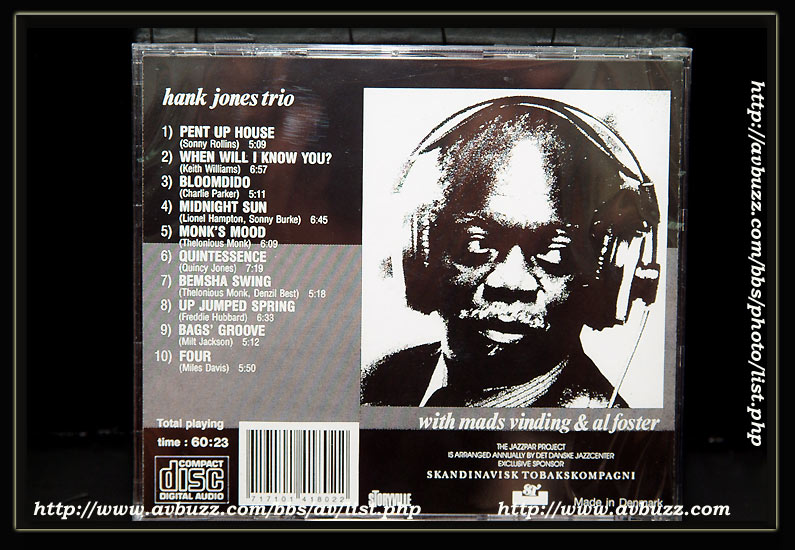 hank jones trio
1) PENT UP HOUSE
(Sonny Rollins) 5:09
2) WHEN WILL I KNOW YOU?
(Keith Williams) 6:57
3) BLOOMDIDO
(Charlie Parker) 5:11
4) MIDNIGHT SUN
(Lionel Hampton, Sonny Burke) 6:45
5) MONK'S MOOD
(Thelonious Monk) 6:09
6) QUINTESSENCE
(Quincy Jones) 7:19
7) BEMSHA SWING
(Thelonious Monk, Denzil Best) 5:18
8) UP JUMPED SPRING
(Freddie Hubbard) 6:33
9) BAGS' GROOVE
(Milt Jackson) 5:12
10) FOUR
(Miles Davis) 5:50
Total playing
time : 60:23
COMPACT
disc
DIGITAL AUDIO
717101 418022
STORYVILLE
with mads vinding & al foster
THE JAZZPAR PROJECT
IS ARRANGED ANNUALLY BY DET DANSKE JAZZCENTER
EXCLUSIVE SPONSOR
SKANDINAVISK TOBAKSKOMPAGNI
Made in Denmark
http://www.avbuzz.com/bbs/av/list.php
http://www.avbuzz.com
http://avbuzz.com/bbs/photo/list.php